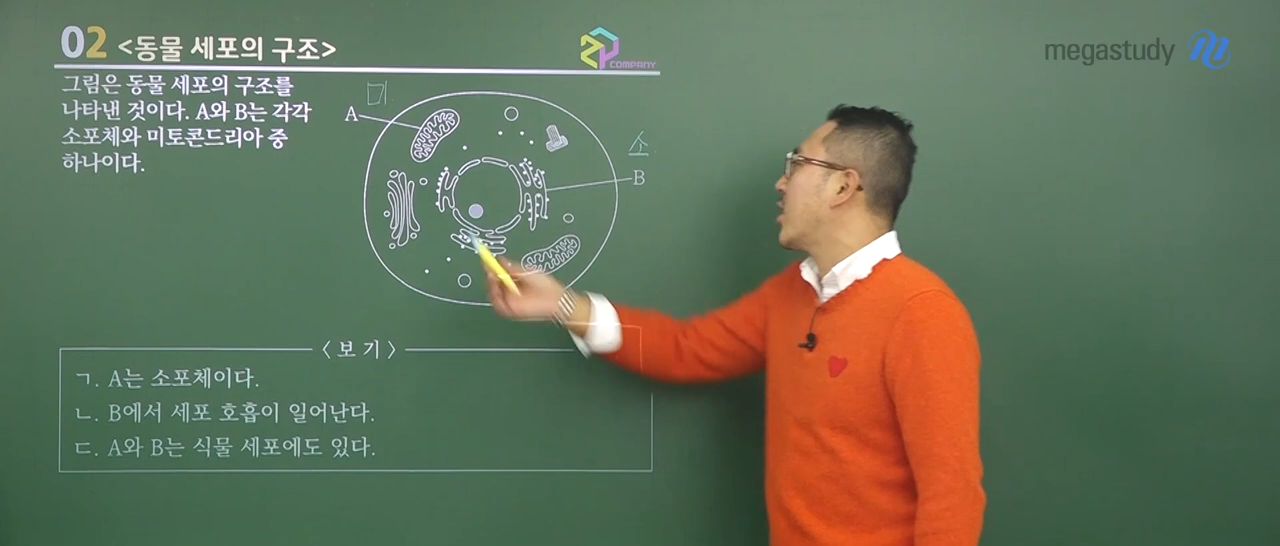 02 <동물 세포의 구조>
COMPANY
megastudy
그림은 동물 세포의 구조를
나타낸 것이다. A와 B는 각각
소포체와 미토콘드리아 중
하나이다.
미
A
소
B
<보 기>
ㄱ. A는 소포체이다.
ㄴ. B에서 세포 호흡이 일어난다.
ㄷ. A와 B는 식물 세포에도 있다.